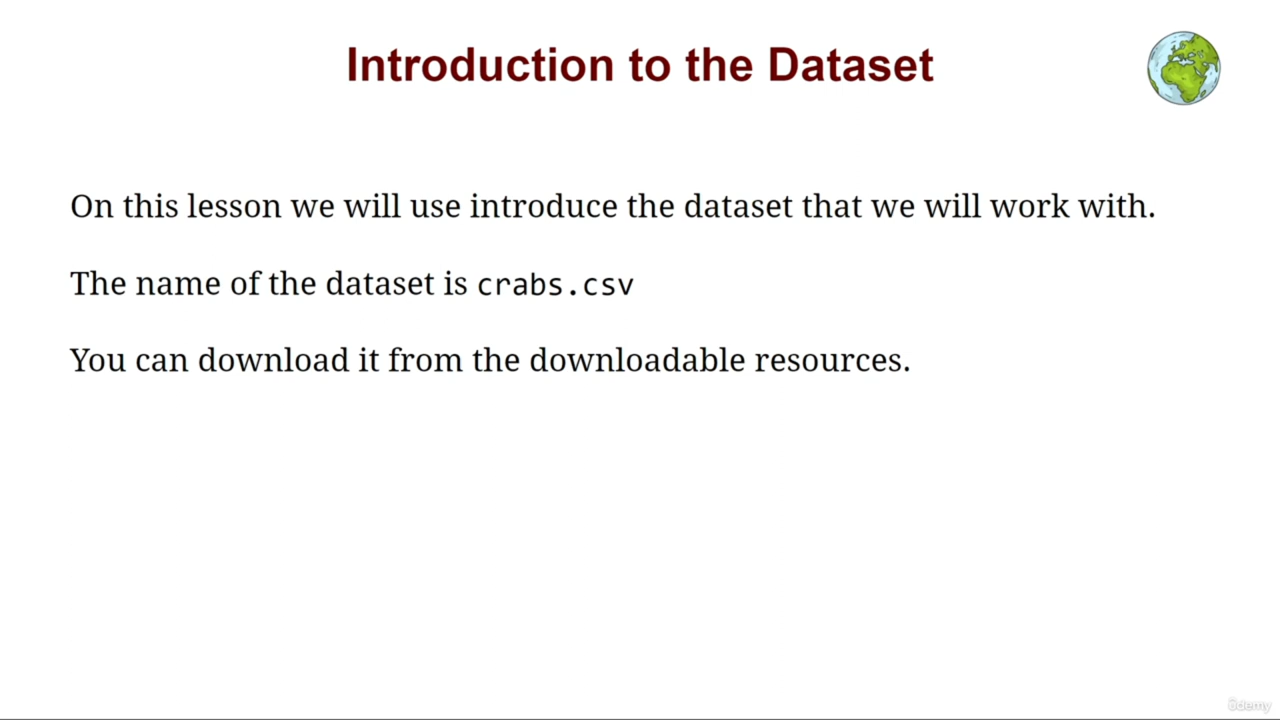 Introduction to the Dataset
On this lesson we will use introduce the dataset that we will work with.
The name of the dataset is crabs.csv
You can download it from the downloadable resources.
ûdemy